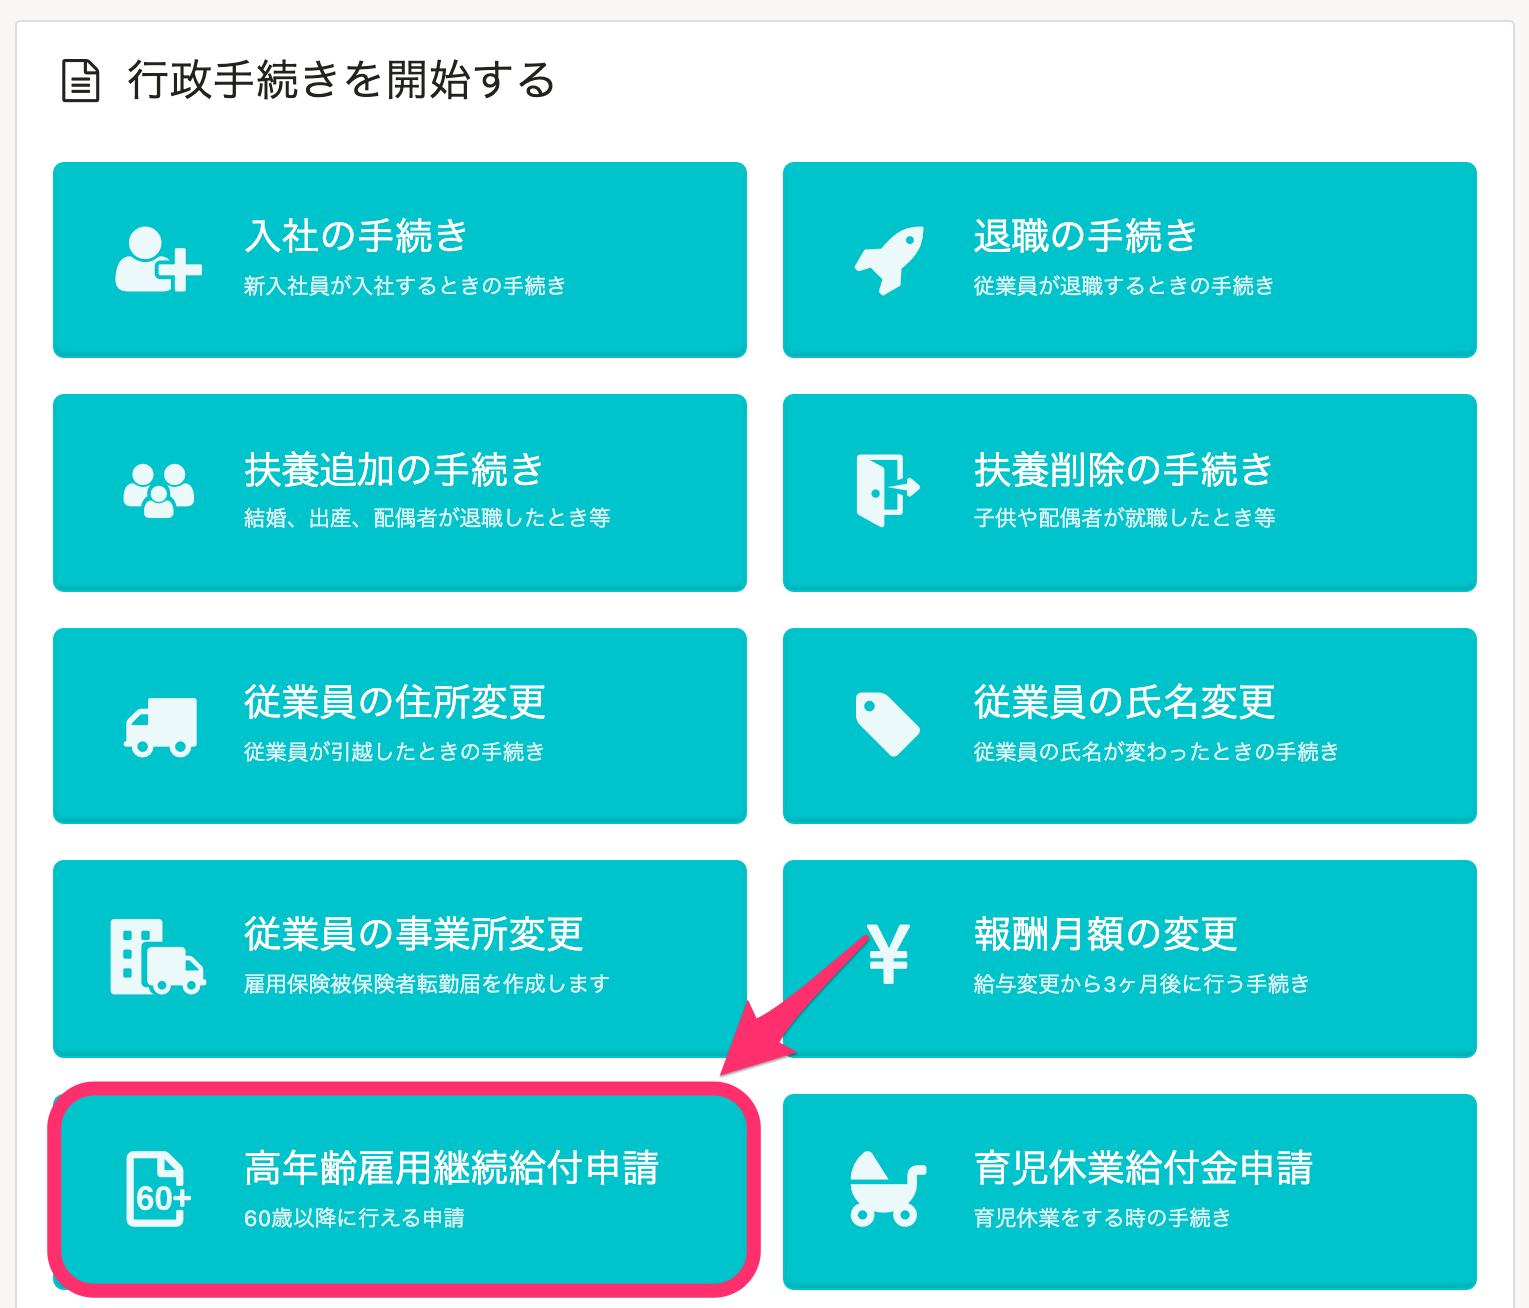 行政手続きを開始する
入社の手続き
新入社員が入社するときの手続き
退職の手続き
従業員が退職するときの手続き
扶養追加の手続き
結婚、出産、配偶者が退職したとき等
扶養削除の手続き
子供や配偶者が就職したとき等
従業員の住所変更
従業員が引越したときの手続き
従業員の氏名変更
従業員の氏名が変わったときの手続き
従業員の事業所変更
雇用保険被保険者転勤届を作成します
¥
報酬月額の変更
給与変更から3ヶ月後に行う手続き
60+
高年齢雇用継続給付申請
60歳以降に行える申請
育児休業給付金申請
育児休業をする時の手続き